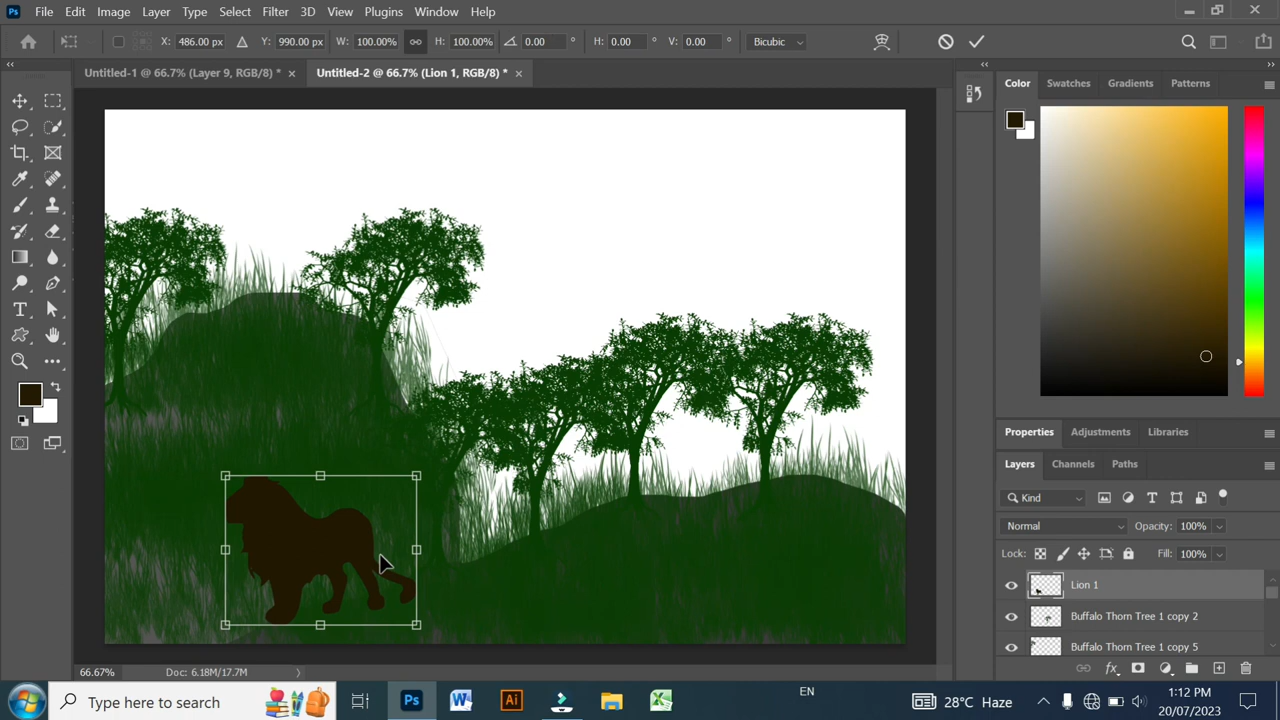 Ps File Edit Image Layer Type Select Filter 3D View Plugins Window Help
X: 486.00 px Y: 990.00 px W: 100.00% H: 100.00% 0.00 ° H: 0.00 ° V: 0.00 ° Bicubic
Untitled-1 @ 66.7% (Layer 9, RGB/8) * × Untitled-2 @ 66.7% (Lion 1, RGB/8) * ×
Color Swatches Gradients Patterns
Properties Adjustments Libraries
Layers Channels Paths
Kind
Normal Opacity: 100%
Lock: Fill: 100%
Lion 1
Buffalo Thorn Tree 1 copy 2
Buffalo Thorn Tree 1 copy 5
66.67% Doc: 6.18M/17.7M
fx
Type here to search
Ps W Ai X
EN
28°C Haze
1:12 PM
20/07/2023